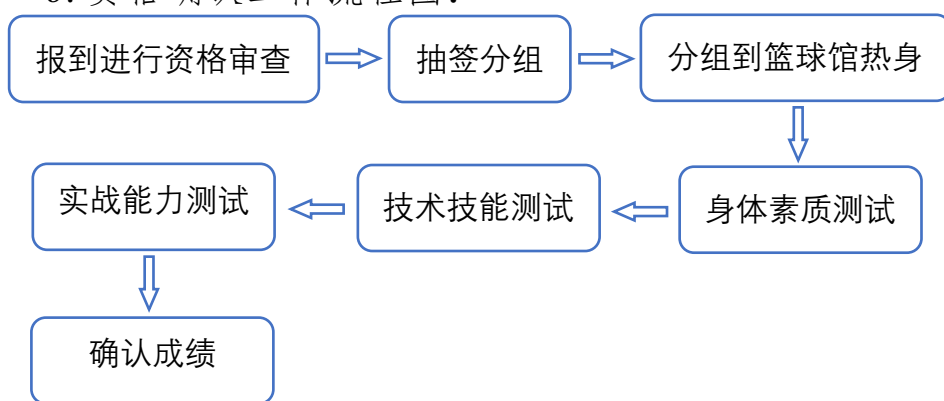 报到进行资格审查
抽签分组
分组到篮球馆热身
身体素质测试
技术技能测试
实战能力测试
确认成绩